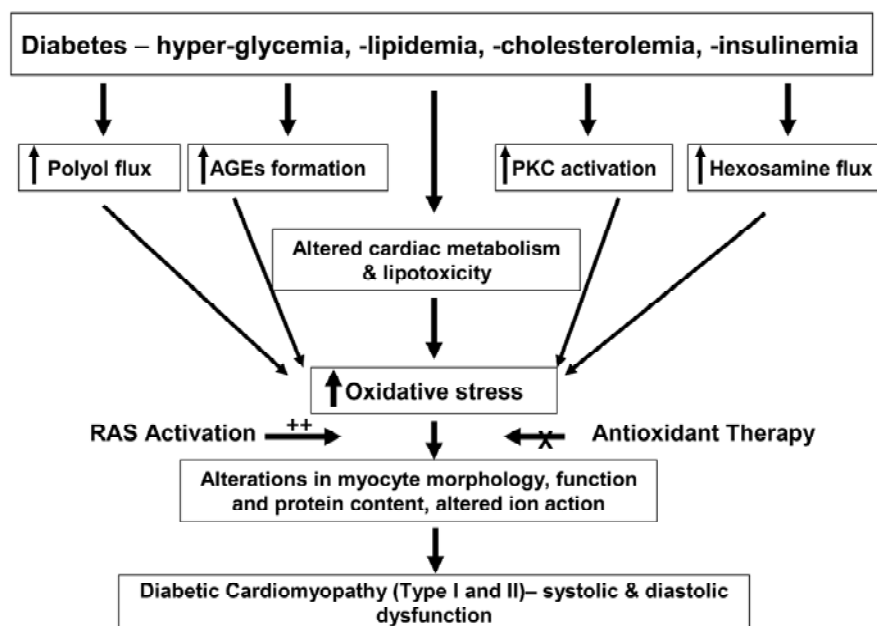 Diabetes – hyper-glycemia, -lipidemia, -cholesterolemia, -insulinemia
Polyol flux
AGEs formation
PKC activation
Hexosamine flux
Altered cardiac metabolism
& lipotoxicity
Oxidative stress
RAS Activation
++
X
Antioxidant Therapy
Alterations in myocyte morphology, function
and protein content, altered ion action
Diabetic Cardiomyopathy (Type I and II)– systolic & diastolic
dysfunction